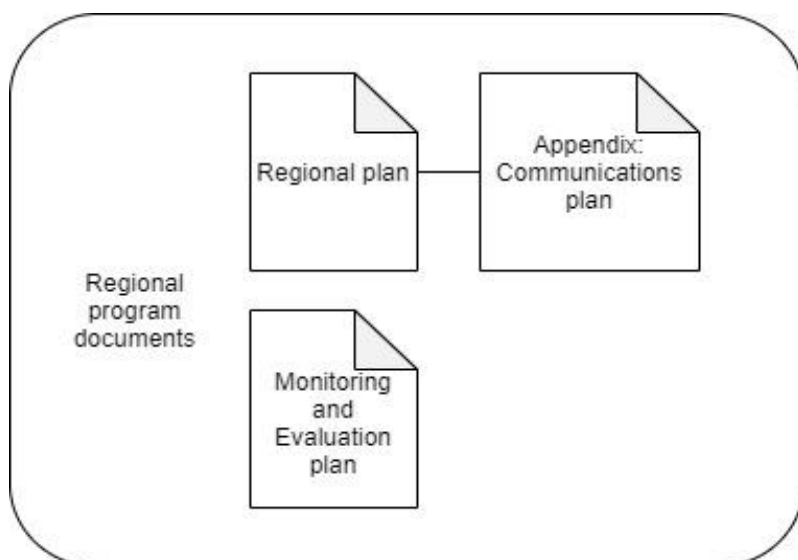 Regional plan
Appendix:
Communications
plan
Regional
program
documents
Monitoring
and
Evaluation
plan